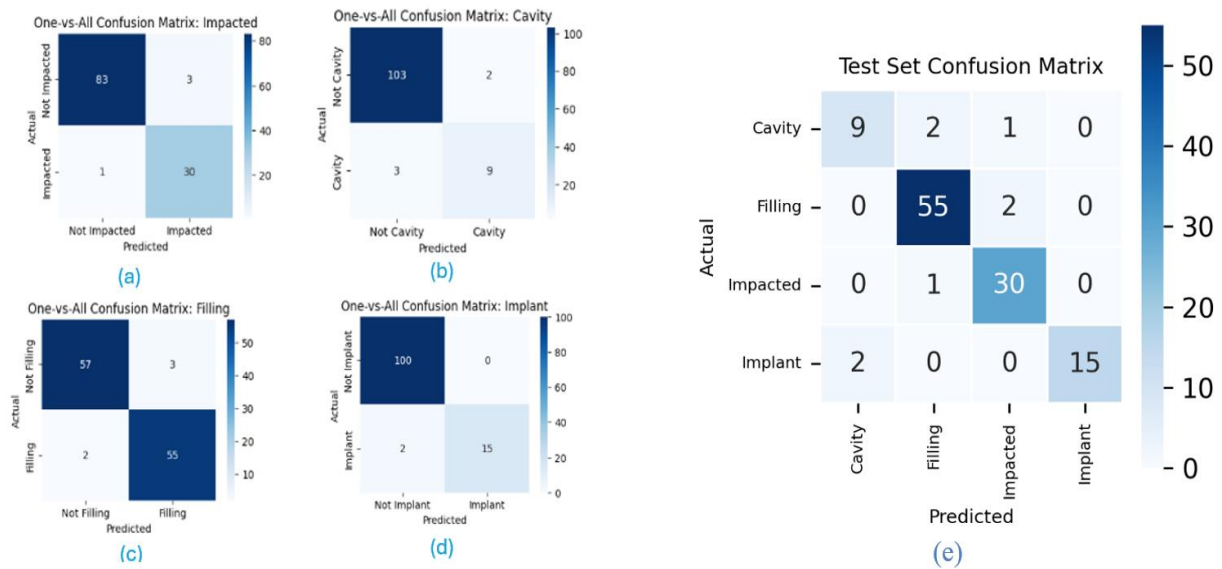 One-vs-All Confusion Matrix: Impacted
Actual
Not Impacted
Impacted
83 3
1 30
80
60
40
20
Not Impacted Impacted
Predicted
(a)
One-vs-All Confusion Matrix: Cavity
Actual
Not Cavity
Cavity
103 2
3 9
100
80
60
40
20
Not Cavity Cavity
Predicted
(b)
One-vs-All Confusion Matrix: Filling
Actual
Not Filling
Filling
57 3
2 55
50
40
30
20
10
Not Filling Filling
Predicted
(c)
One-vs-All Confusion Matrix: Implant
Actual
Not Implant
Implant
100 0
2 15
100
80
60
40
20
0
Not Implant Implant
Predicted
(d)
Test Set Confusion Matrix
Actual
Cavity 9 2 1 0
Filling 0 55 2 0
Impacted 0 1 30 0
Implant 2 0 0 15
Cavity Filling Impacted Implant
Predicted
50
40
30
20
10
0
(e)